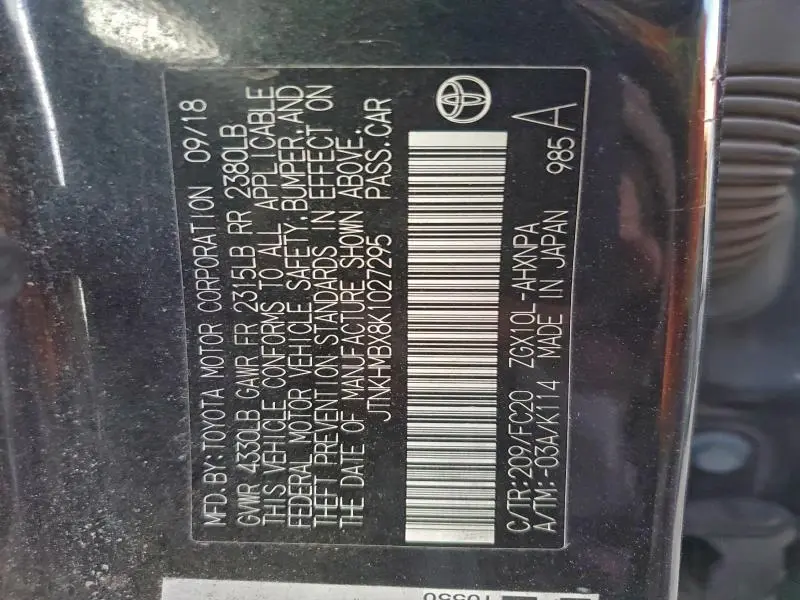 MFD.BY:TOYOTA MOTOR CORPORATION 09/18
GVWR 4330LB GAWR FR 2315LB RR 2380LB
THIS VEHICLE CONFORMS TO ALL APPLICABLE
FEDERAL MOTOR VEHICLE SAFETY,BUMPER,AND
THEFT PREVENTION STANDARDS IN EFFECT ON
THE DATE OF MANUFACTURE SHOWN ABOVE.
JTNKHMBX8K1027295 PASS.CAR
C/TR:209/FC20 ZGX10L-AHXNPA
A/TM:-03A/K114 MADE IN JAPAN 985 A